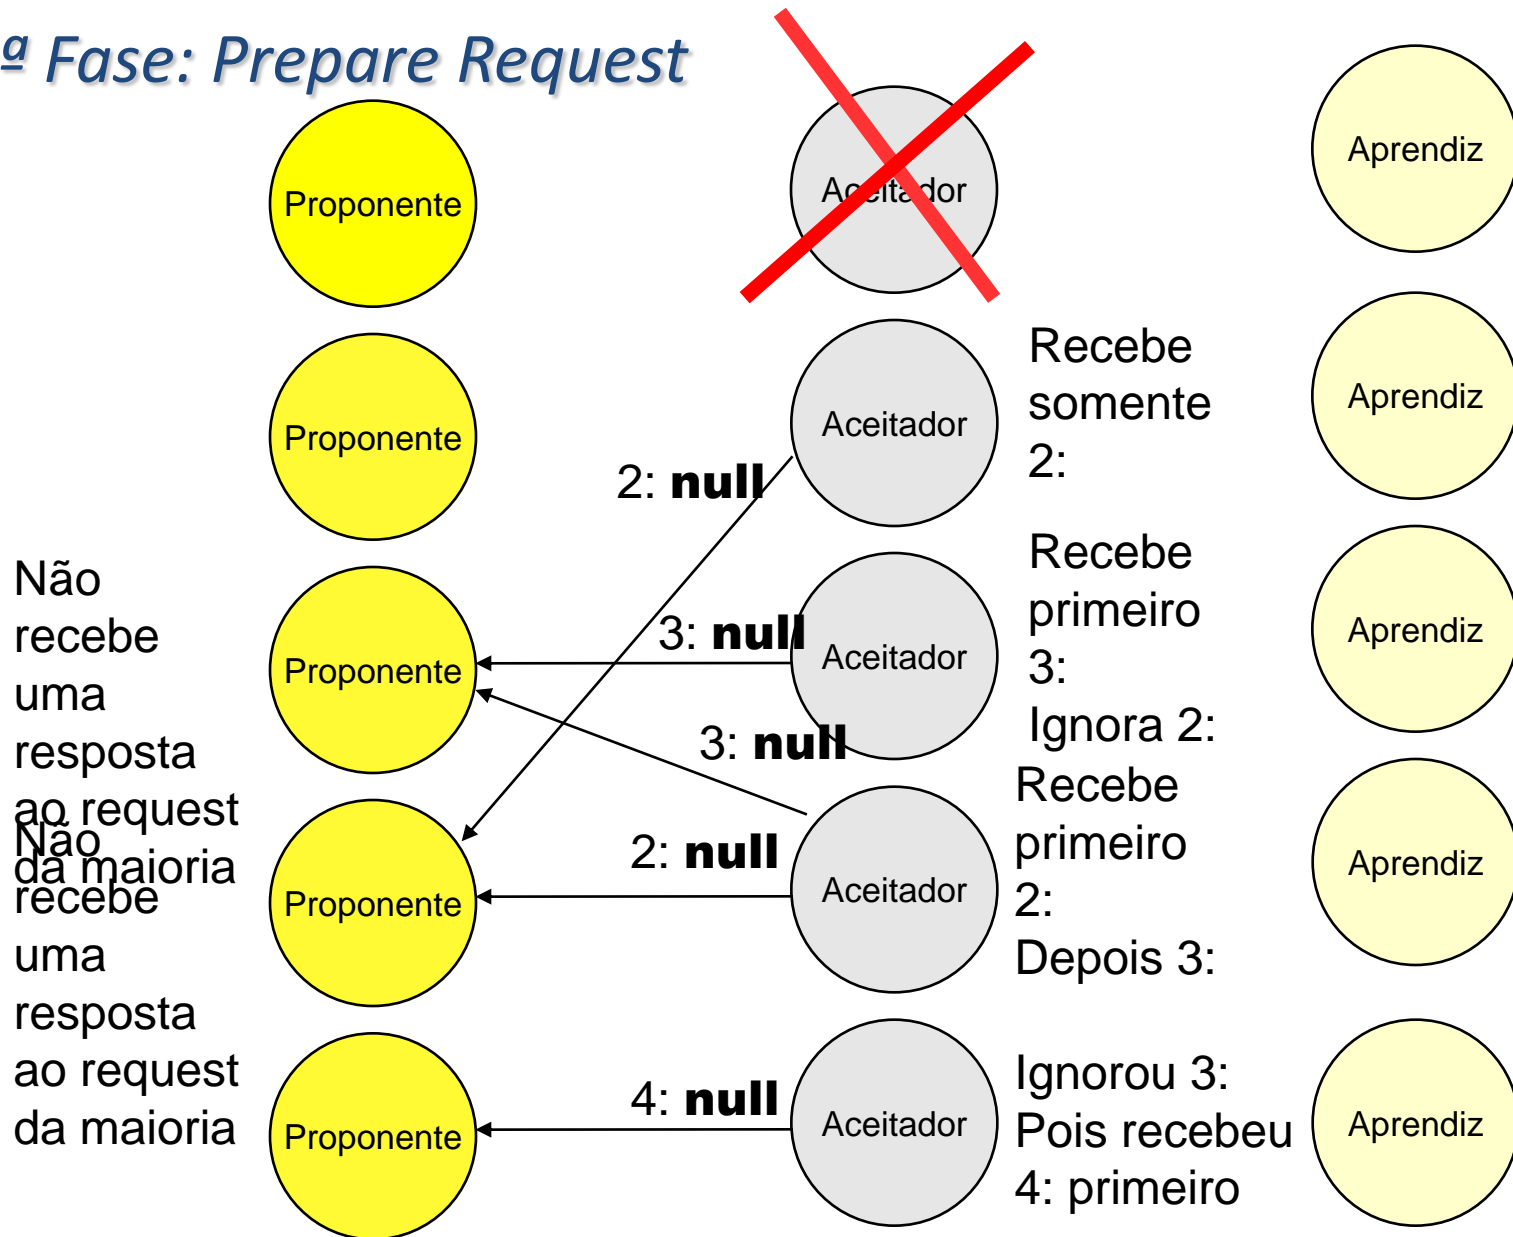 ª Fase: Prepare Request
Proponente
Aceitador
Aprendiz
Proponente
2: null
Aceitador
Recebe
somente
2:
Aprendiz
Não
recebe
uma
resposta
ao request
da maioria
Proponente
3: null
3: null
Aceitador
Recebe
primeiro
3:
Ignora 2:
Aprendiz
Não
recebe
uma
resposta
ao request
da maioria
Proponente
2: null
Aceitador
Recebe
primeiro
2:
Depois 3:
Aprendiz
Proponente
4: null
Aceitador
Ignorou 3:
Pois recebeu
4: primeiro
Aprendiz